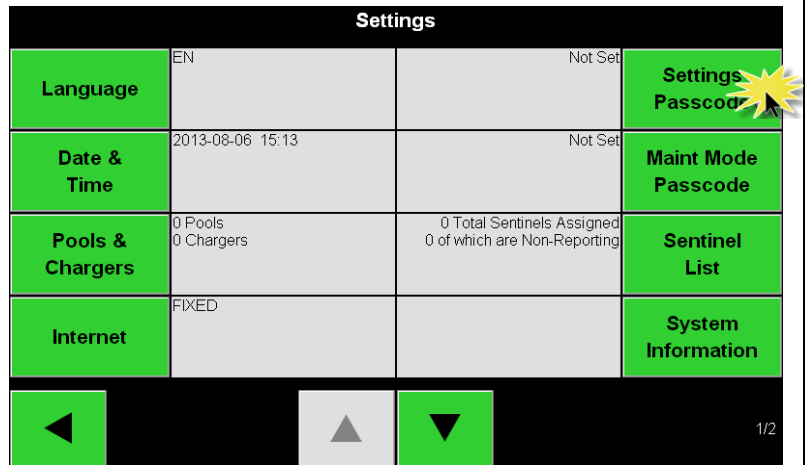 Settings
Language
EN
Not Set
Settings
Passcode
Date &
Time
2013-08-06 15:13
Not Set
Maint Mode
Passcode
Pools &
Chargers
0 Pools
0 Chargers
0 Total Sentinels Assigned
0 of which are Non-Reporting
Sentinel
List
Internet
FIXED
System
Information
1/2